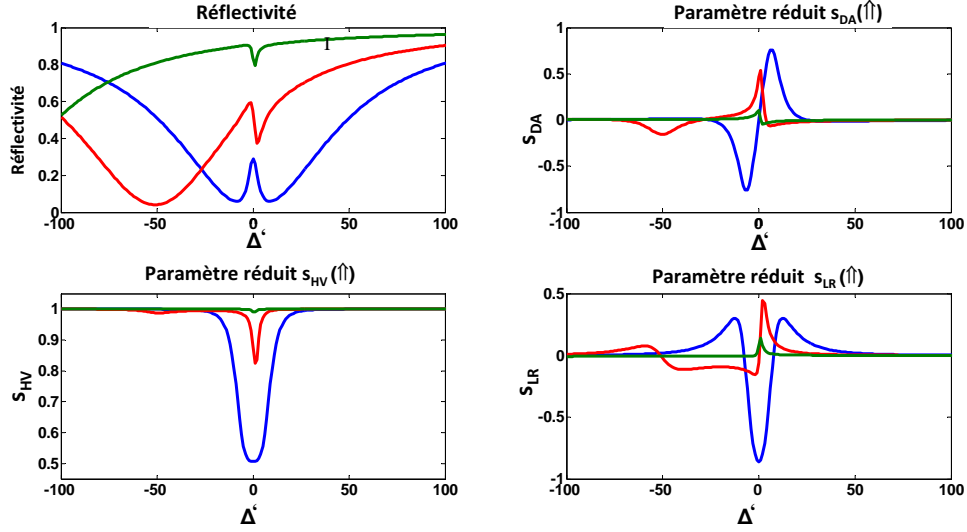 Réflectivité
Réflectivité
1
0.8
0.6
0.4
0.2
0
-100 -50 0 50 100
Δ‘
Paramètre réduit s_DA(⇑)
s_DA
1
0.5
0
-0.5
-1
-100 -50 0 50 100
Δ‘
Paramètre réduit s_HV(⇑)
s_HV
1
0.9
0.8
0.7
0.6
0.5
-100 -50 0 50 100
Δ‘
Paramètre réduit s_LR(⇑)
s_LR
0.5
0
-0.5
-1
-100 -50 0 50 100
Δ‘